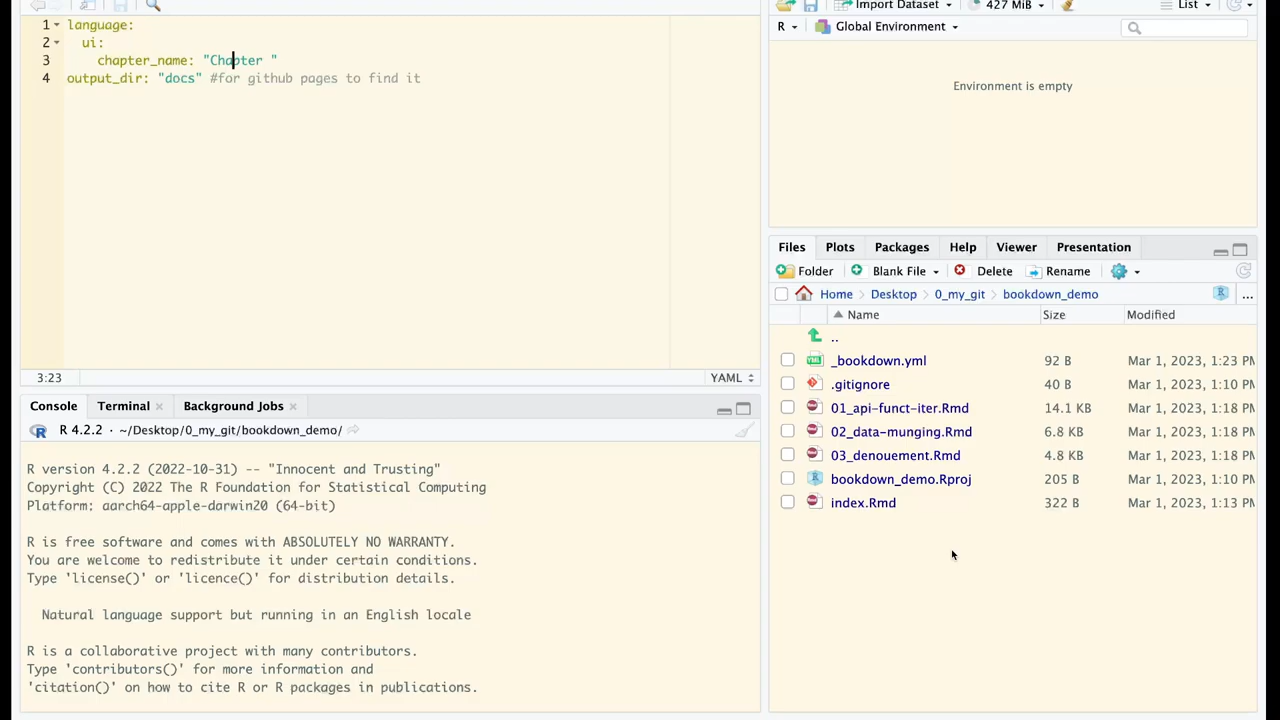 1 language:
2 ui:
3 chapter_name: "Chapter "
4 output_dir: "docs" #for github pages to find it
3:23 YAML
Console Terminal Background Jobs
R 4.2.2 · ~/Desktop/0_my_git/bookdown_demo/
R version 4.2.2 (2022-10-31) -- "Innocent and Trusting"
Copyright (C) 2022 The R Foundation for Statistical Computing
Platform: aarch64-apple-darwin20 (64-bit)
R is free software and comes with ABSOLUTELY NO WARRANTY.
You are welcome to redistribute it under certain conditions.
Type 'license()' or 'licence()' for distribution details.
Natural language support but running in an English locale
R is a collaborative project with many contributors.
Type 'contributors()' for more information and
'citation()' on how to cite R or R packages in publications.
Import Dataset 427 MiB List
R Global Environment
Environment is empty
Files Plots Packages Help Viewer Presentation
Folder Blank File Delete Rename
Home Desktop 0_my_git bookdown_demo ...
Name Size Modified
..
_bookdown.yml 92 B Mar 1, 2023, 1:23 PM
.gitignore 40 B Mar 1, 2023, 1:10 PM
01_api-funct-iter.Rmd 14.1 KB Mar 1, 2023, 1:18 PM
02_data-munging.Rmd 6.8 KB Mar 1, 2023, 1:18 PM
03_denouement.Rmd 4.8 KB Mar 1, 2023, 1:18 PM
bookdown_demo.Rproj 205 B Mar 1, 2023, 1:10 PM
index.Rmd 322 B Mar 1, 2023, 1:13 PM